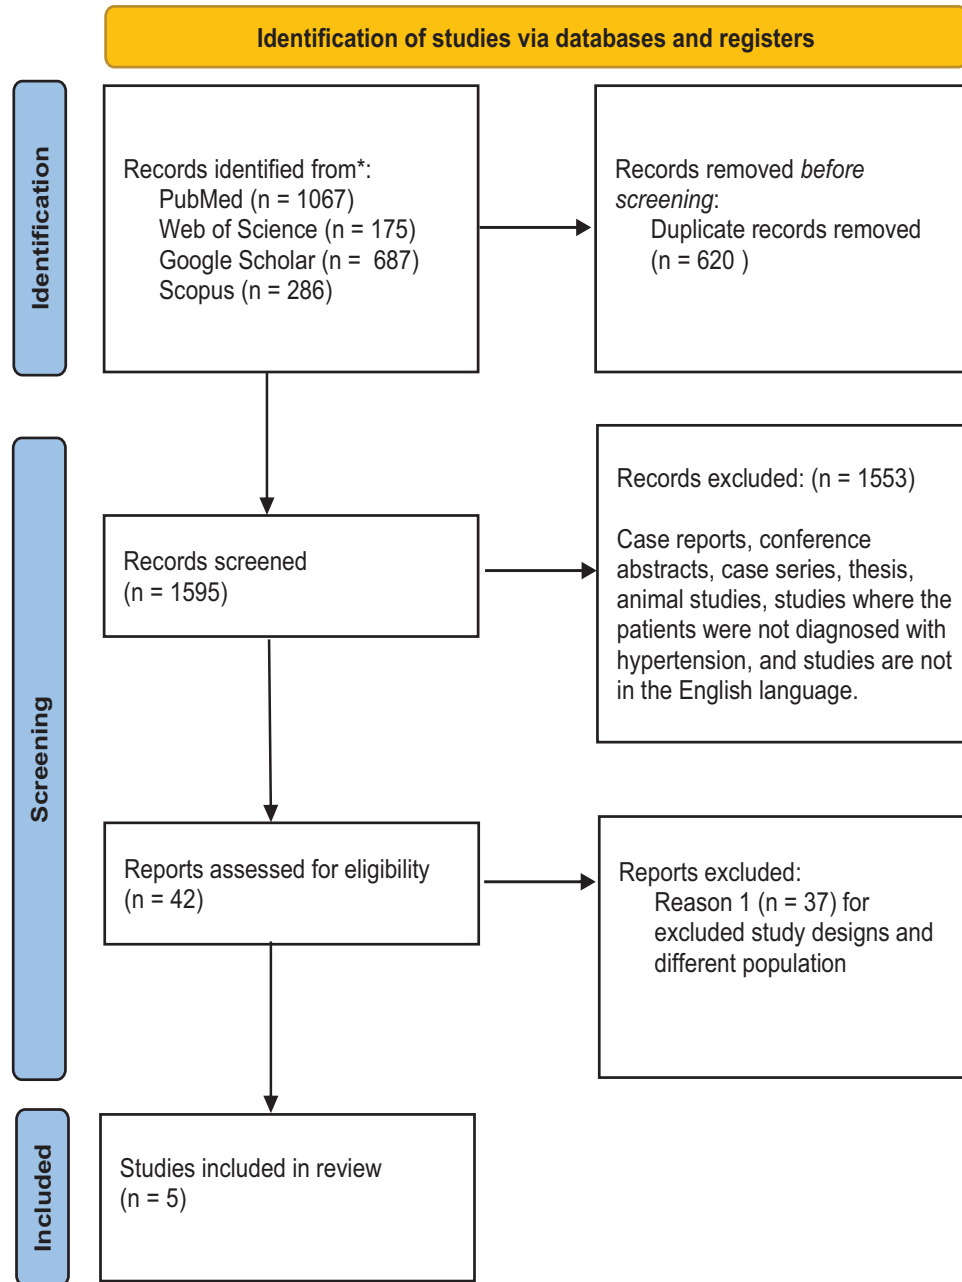 Identification of studies via databases and registers
Identification
Records identified from*:
PubMed (n = 1067)
Web of Science (n = 175)
Google Scholar (n =  687)
Scopus (n = 286)
Records removed before
screening:
Duplicate records removed
(n = 620 )
Screening
Records screened
(n = 1595)
Records excluded: (n = 1553)
Case reports, conference
abstracts, case series, thesis,
animal studies, studies where the
patients were not diagnosed with
hypertension, and studies are not
in the English language.
Reports assessed for eligibility
(n = 42)
Reports excluded:
Reason 1 (n = 37) for
excluded study designs and
different population
Included
Studies included in review
(n = 5)